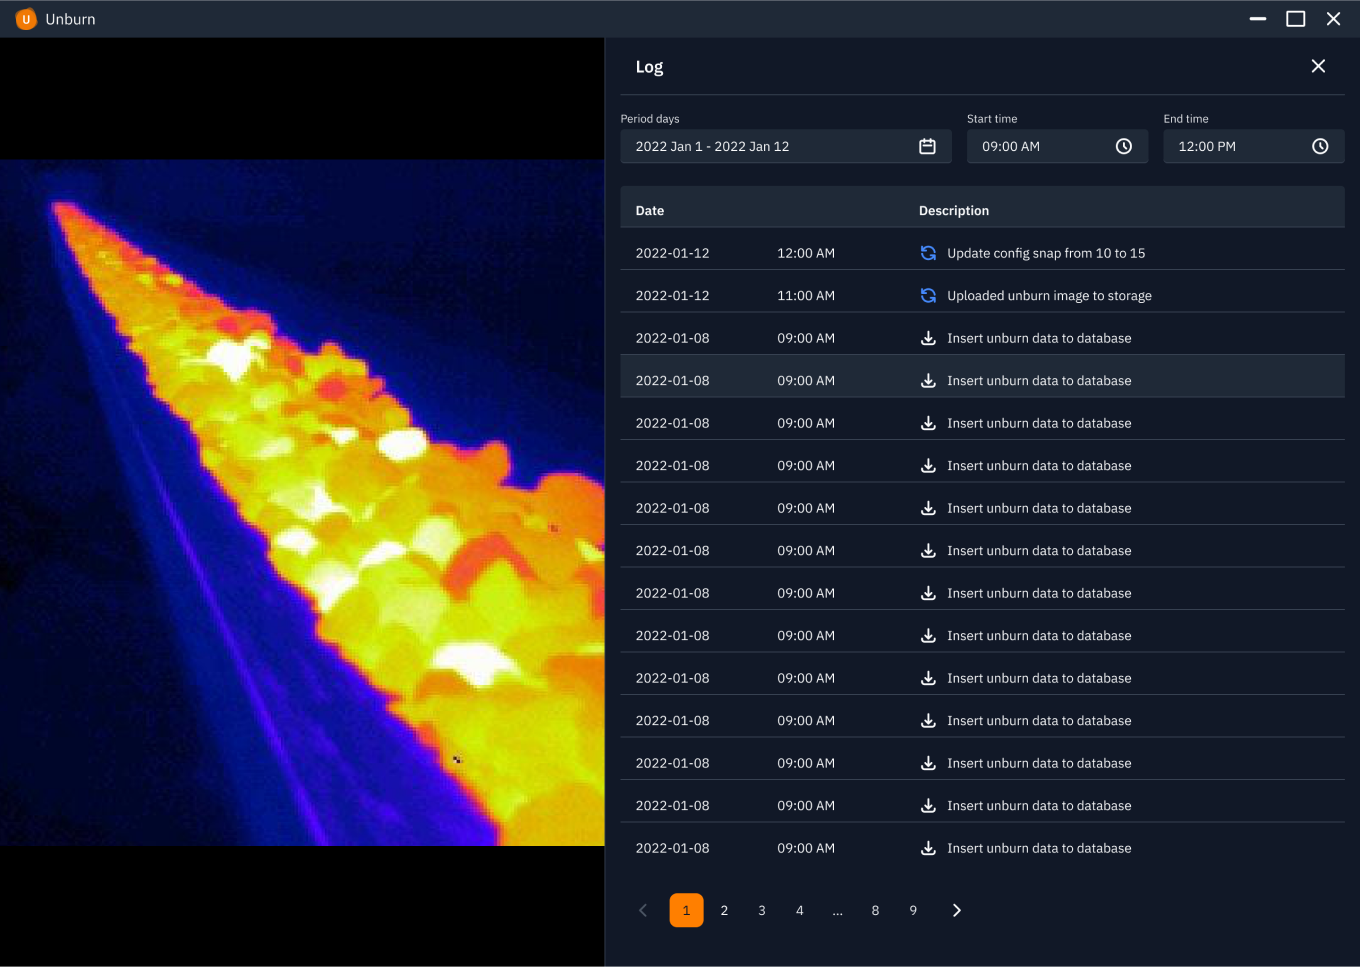 U Unburn
Log
Period days
Start time
End time
2022 Jan 1 - 2022 Jan 12
09:00 AM
12:00 PM
Date Description
2022-01-12 12:00 AM Update config snap from 10 to 15
2022-01-12 11:00 AM Uploaded unburn image to storage
2022-01-08 09:00 AM Insert unburn data to database
2022-01-08 09:00 AM Insert unburn data to database
2022-01-08 09:00 AM Insert unburn data to database
2022-01-08 09:00 AM Insert unburn data to database
2022-01-08 09:00 AM Insert unburn data to database
2022-01-08 09:00 AM Insert unburn data to database
2022-01-08 09:00 AM Insert unburn data to database
2022-01-08 09:00 AM Insert unburn data to database
2022-01-08 09:00 AM Insert unburn data to database
2022-01-08 09:00 AM Insert unburn data to database
2022-01-08 09:00 AM Insert unburn data to database
2022-01-08 09:00 AM Insert unburn data to database
2022-01-08 09:00 AM Insert unburn data to database
1 2 3 4 ... 8 9